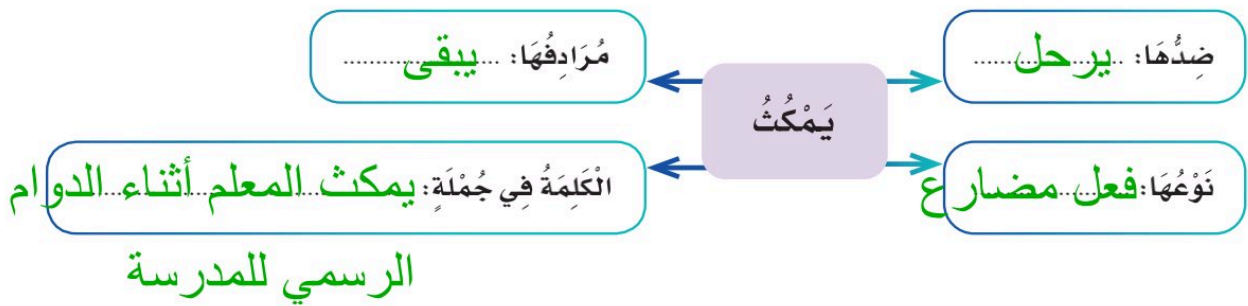 ضِدُّهَا: يرحل
مُرَادِفُهَا: يبقى
يَمْكُثُ
نَوْعُهَا: فعل مضارع
الْكَلِمَةُ فِي جُمْلَةٍ: يمكث المعلم أثناء الدوام
الرسمي للمدرسة